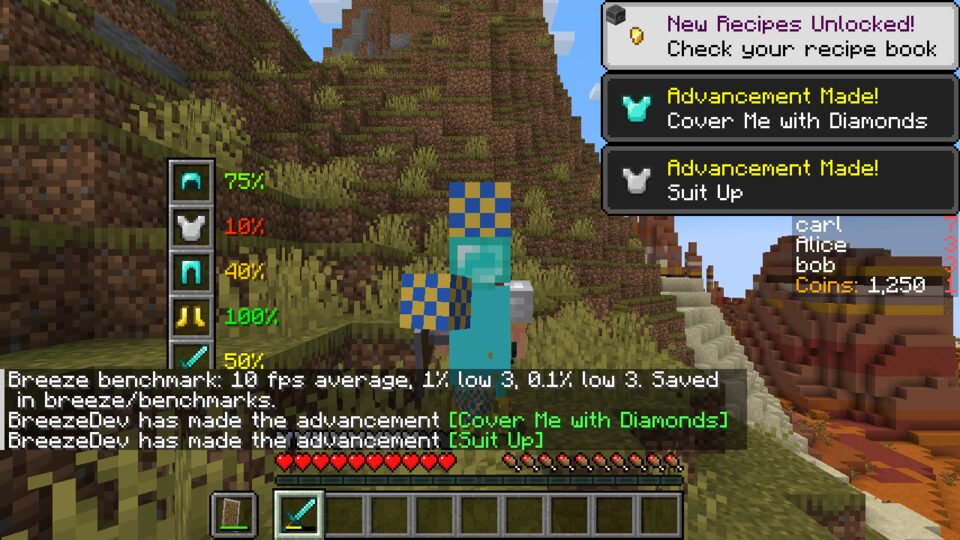 New Recipes Unlocked!
Check your recipe book
Advancement Made!
Cover Me with Diamonds
Advancement Made!
Suit Up
carl
Alice 3
bob
Coins: 1,250 1
75%
10%
40%
100%
50%
Breeze benchmark: 10 fps average, 1% low 3, 0.1% low 3. Saved
in breeze/benchmarks.
BreezeDev has made the advancement [Cover Me with Diamonds]
BreezeDev has made the advancement [Suit Up]